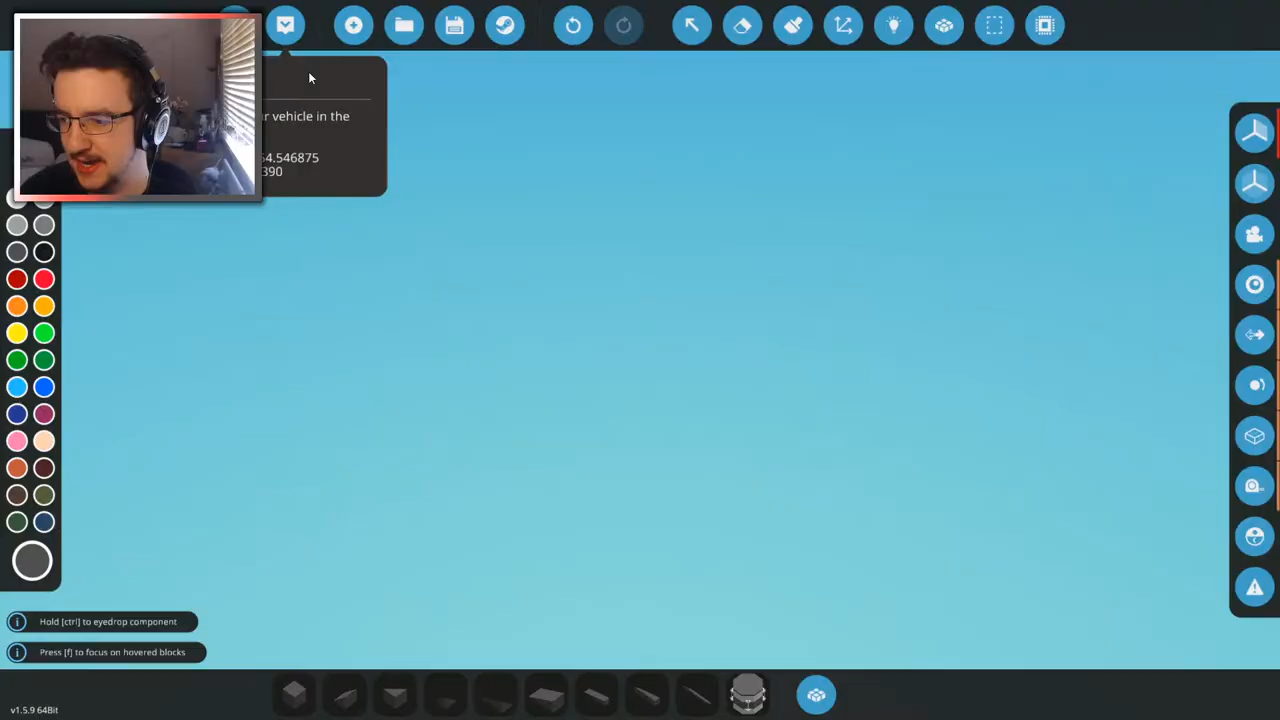 r vehicle in the
64.546875
390
Hold [ctrl] to eyedrop component
Press [f] to focus on hovered blocks
v1.5.9 64Bit